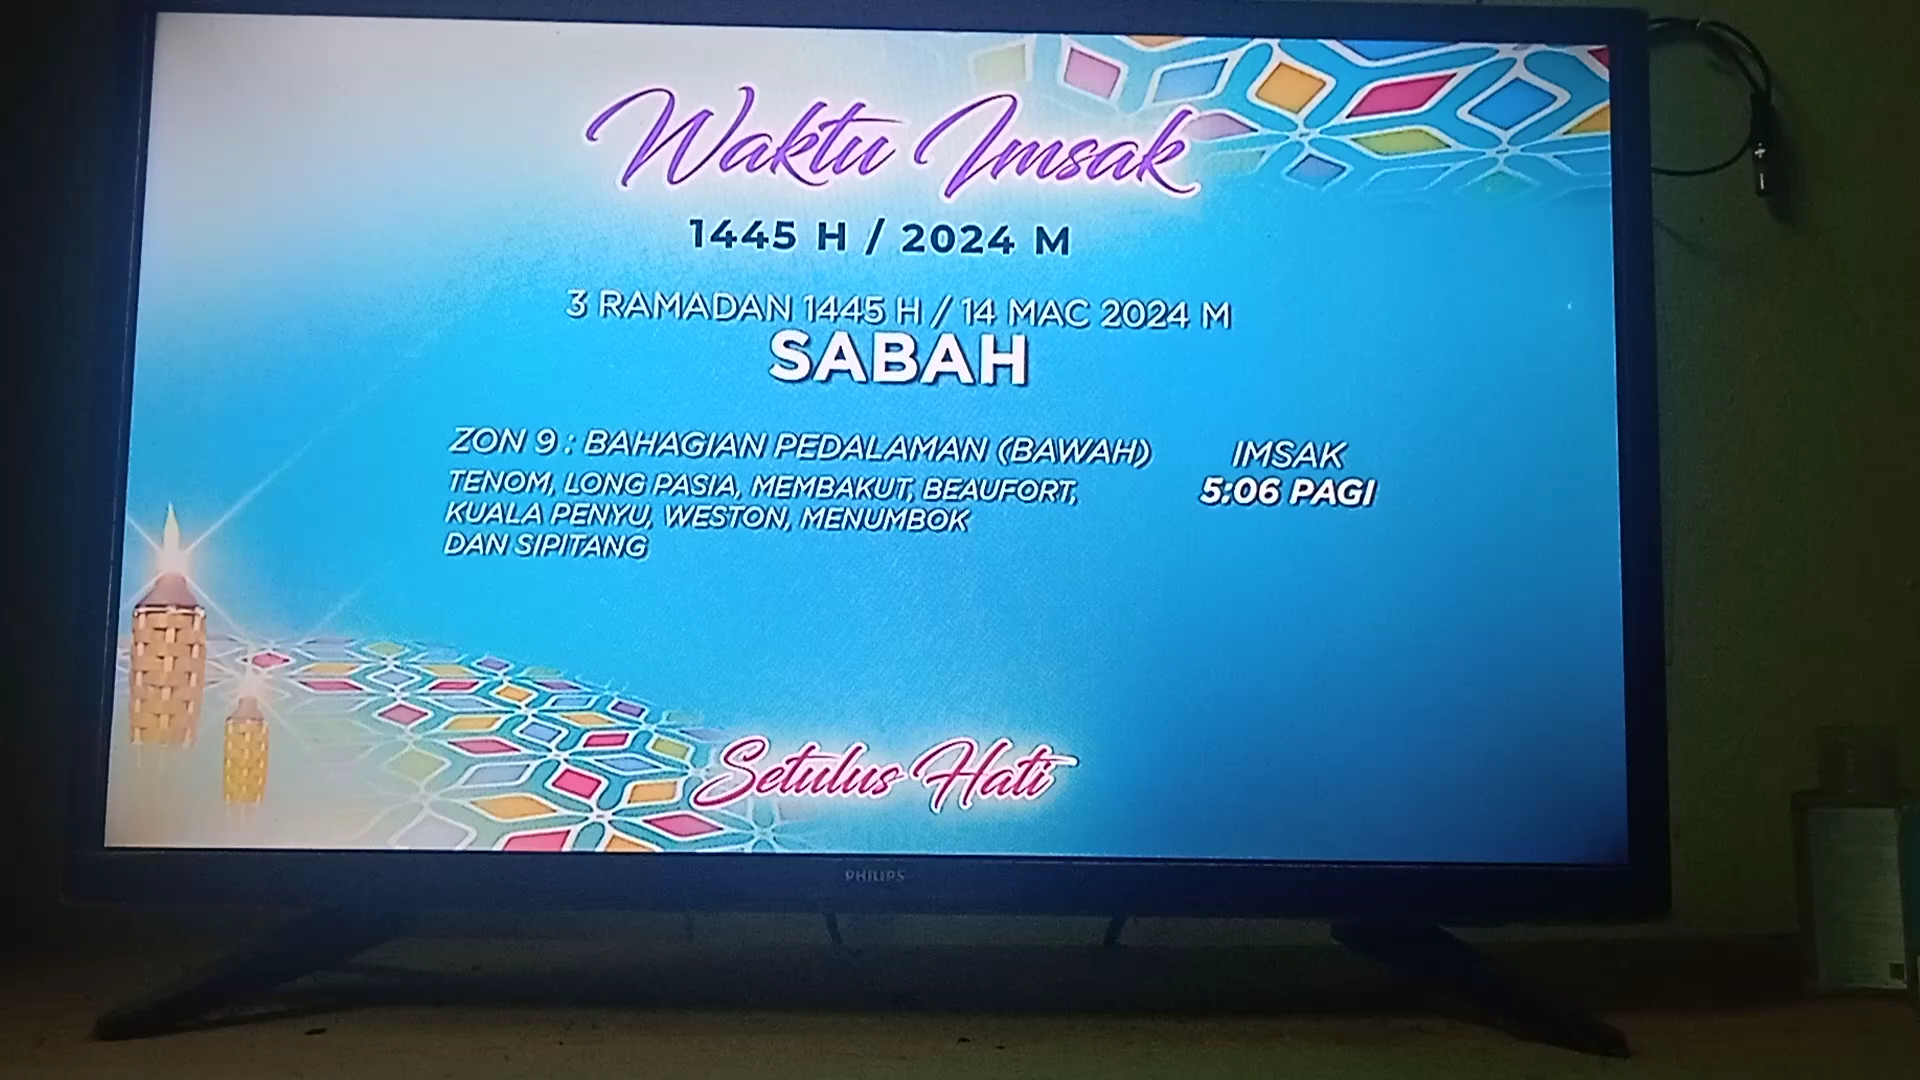 Waktu Imsak
1445 H / 2024 M
3 RAMADAN 1445 H / 14 MAC 2024 M
SABAH
ZON 9 : BAHAGIAN PEDALAMAN (BAWAH)
IMSAK
TENOM, LONG PASIA, MEMBAKUT, BEAUFORT,
5:06 PAGI
KUALA PENYU, WESTON, MENUMBOK
DAN SIPITANG
Setulus Hati
PHILIPS